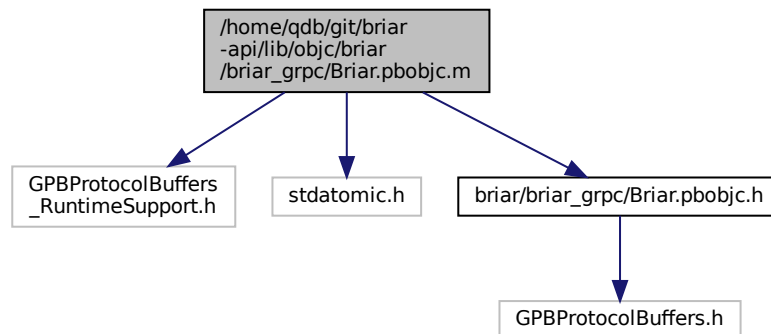 /home/qdb/git/briar
-api/lib/objc/briar
/briar_grpc/Briar.pbobjc.m
GPBProtocolBuffers
_RuntimeSupport.h
stdatomic.h
briar/briar_grpc/Briar.pbobjc.h
GPBProtocolBuffers.h